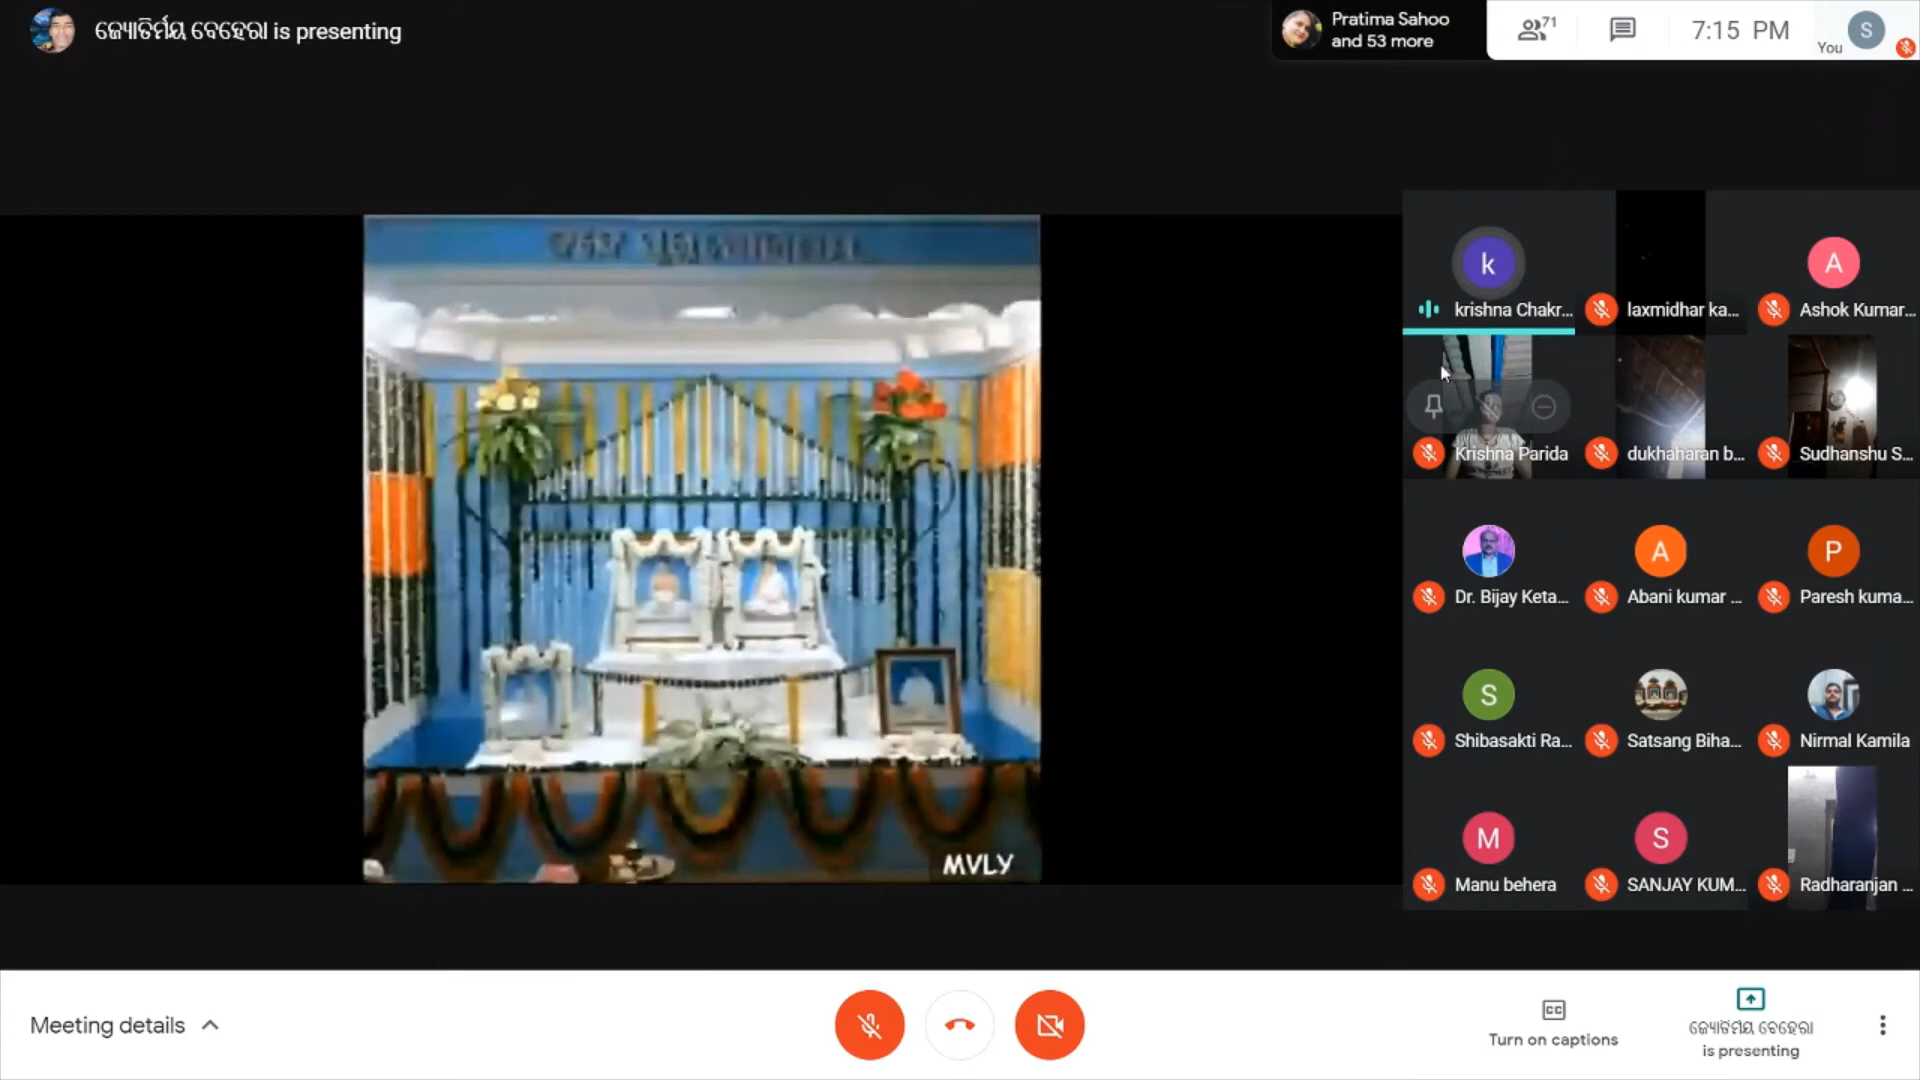 ଜ୍ୟୋତିର୍ମୟ ବେହେରା is presenting
Pratima Sahoo
and 53 more
71
7:15 PM
You
S
k
A
krishna Chakr...
laxmidhar ka...
Ashok Kumar...
Krishna Parida
dukhaharan b...
Sudhanshu S...
A
P
Dr. Bijay Keta...
Abani kumar ...
Paresh kuma...
S
Shibasakti Ra...
Satsang Biha...
Nirmal Kamila
M
S
Manu behera
SANJAY KUM...
Radharanjan ...
MVLY
Meeting details
CC
Turn on captions
ଜ୍ୟୋତିର୍ମୟ ବେହେରା
is presenting